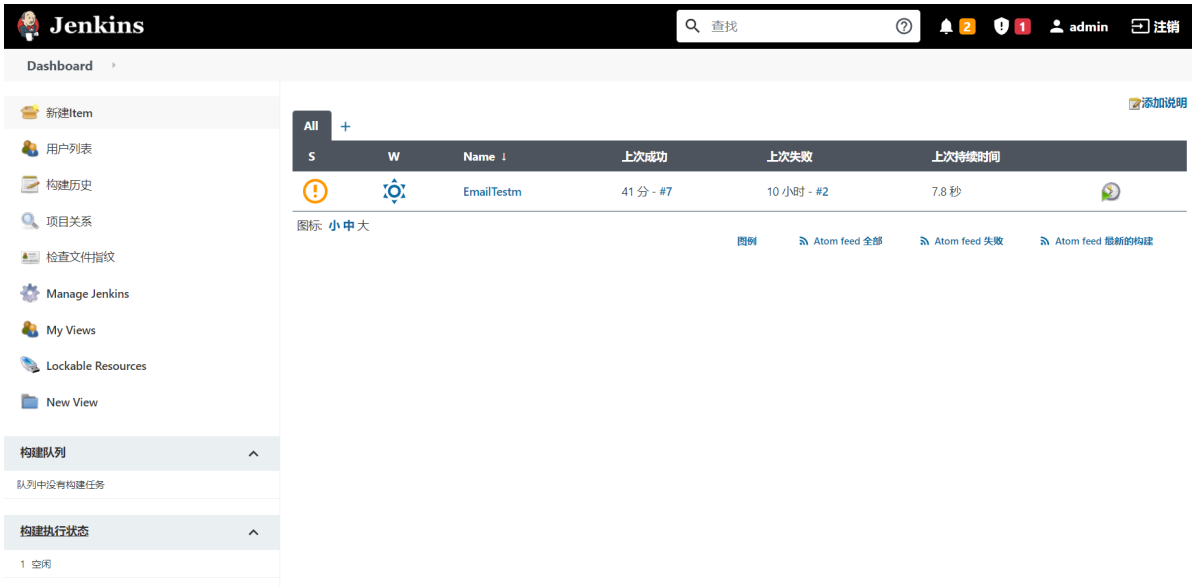 Jenkins
查找
2
1
admin
注销
Dashboard
新建Item
用户列表
构建历史
项目关系
检查文件指纹
Manage Jenkins
My Views
Lockable Resources
New View
构建队列
队列中没有构建任务
构建执行状态
1 空闲
添加说明
All +
S W Name ↓ 上次成功 上次失败 上次持续时间
EmailTestm 41 分 - #7 10 小时 - #2 7.8 秒
图标: 小 中 大
图例 Atom feed 全部 Atom feed 失败 Atom feed 最新的构建